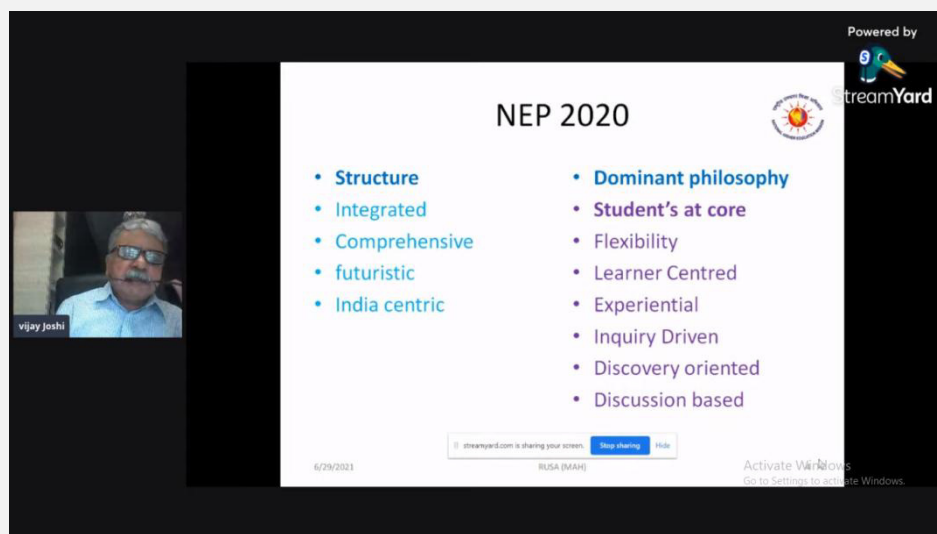 Powered by
StreamYard
NEP 2020
• Structure
• Integrated
• Comprehensive
• futuristic
• India centric
• Dominant philosophy
• Student's at core
• Flexibility
• Learner Centred
• Experiential
• Inquiry Driven
• Discovery oriented
• Discussion based
vijay Joshi
streamyard.com is sharing your screen. Stop sharing Hide
6/29/2021 RUSA (MAH)
Activate Windows
Go to Settings to activate Windows.